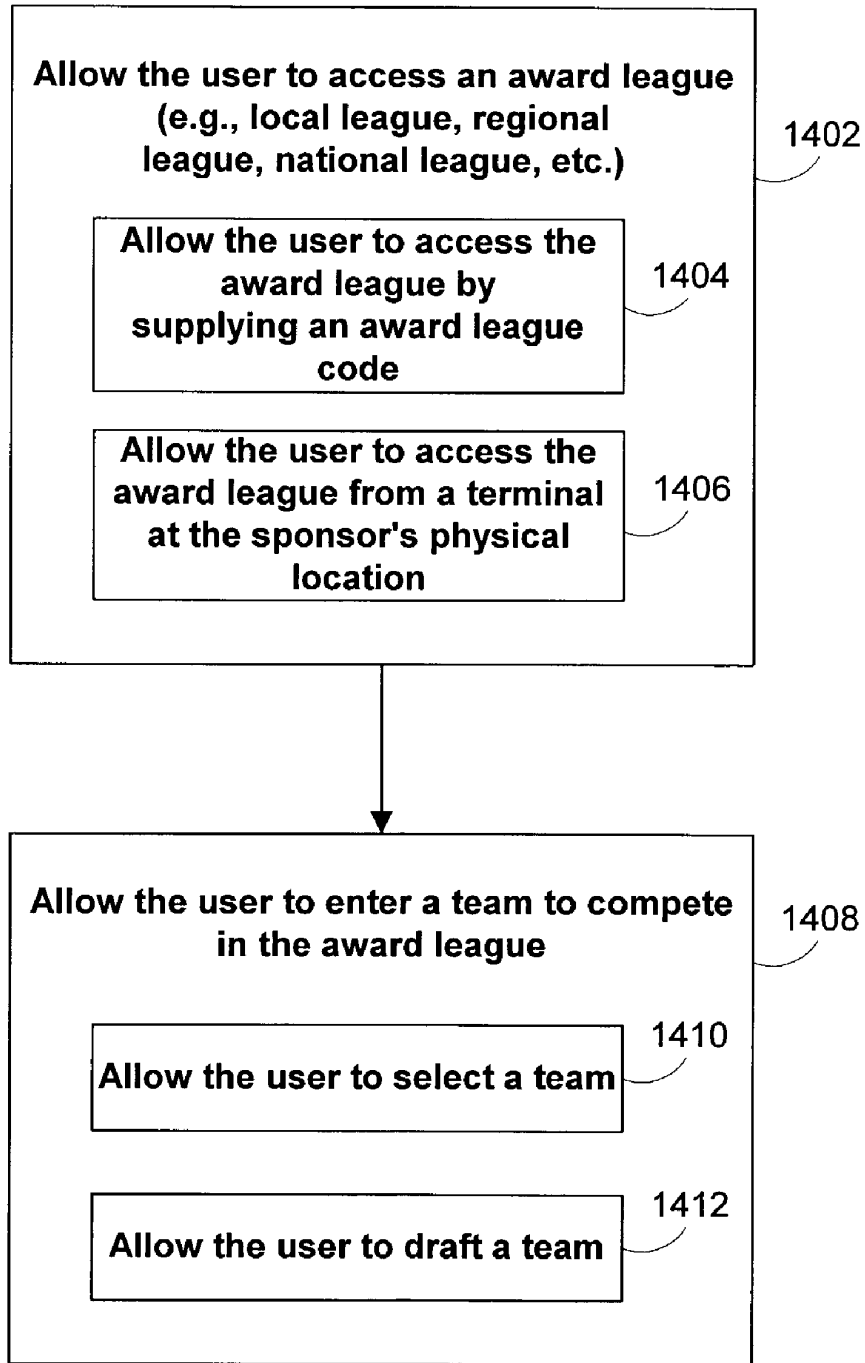 Allow the user to access an award league
(e.g., local league, regional
league, national league, etc.)
1402
Allow the user to access the
award league by
supplying an award league
code
1404
Allow the user to access the
award league from a terminal
at the sponsor's physical
location
1406
Allow the user to enter a team to compete
in the award league
1408
Allow the user to select a team
1410
Allow the user to draft a team
1412